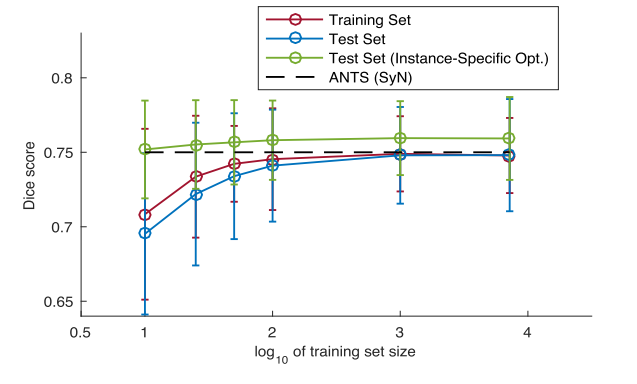 Training Set
Test Set
Test Set (Instance-Specific Opt.)
ANTS (SyN)
0.8
0.75
0.7
0.65
Dice score
0.5 1 2 3 4
log10 of training set size